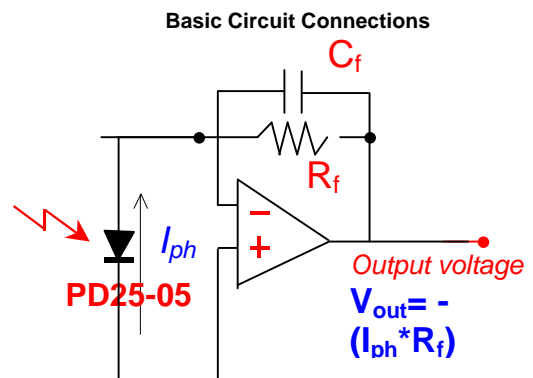 Basic Circuit Connections
Cf
Rf
−
+
Iph
PD25-05
Output voltage
Vout= -
(Iph*Rf)